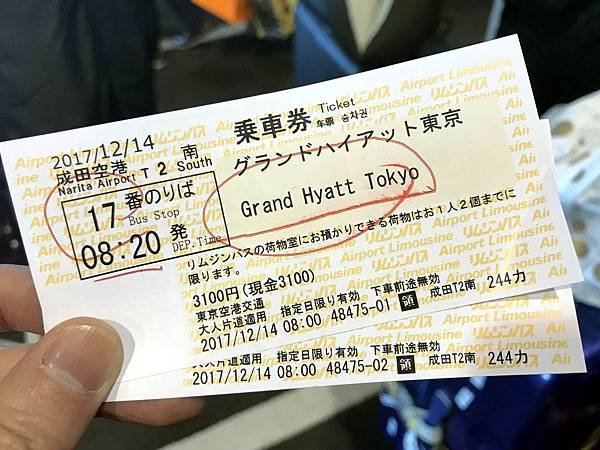 2017/12/14
成田空港 T 2 南
Narita Airport South
17 番のりば
Bus Stop
08:20 発
DEP.Time
乗車券 Ticket
车票 승차권
グランドハイアット東京
Grand Hyatt Tokyo
リムジンバスの荷物室にお預かりできる荷物はお1人2個までに
限ります。
3100円(現金3100)
東京空港交通
大人片道適用 指定日限り有効 下車前途無効
2017/12/14 08:00 48475-01 領 成田T2南 244カ
大人片道適用 指定日限り有効 下車前途無効
2017/12/14 08:00 48475-02 領 成田T2南 244カ
Airport Limousine リムジンバス